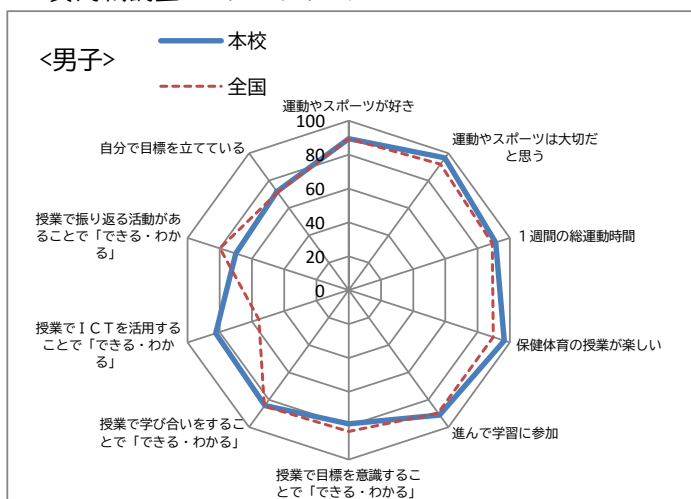 <男子>
本校
全国
運動やスポーツが好き
運動やスポーツは大切だ
と思う
１週間の総運動時間
保健体育の授業が楽しい
進んで学習に参加
授業で目標を意識するこ
とで「できる・わかる」
授業で学び合いをするこ
とで「できる・わかる」
授業でＩＣＴを活用する
ことで「できる・わか
る」
授業で振り返る活動があ
ることで「できる・わか
る」
自分で目標を立てている
100
80
60
40
20
0